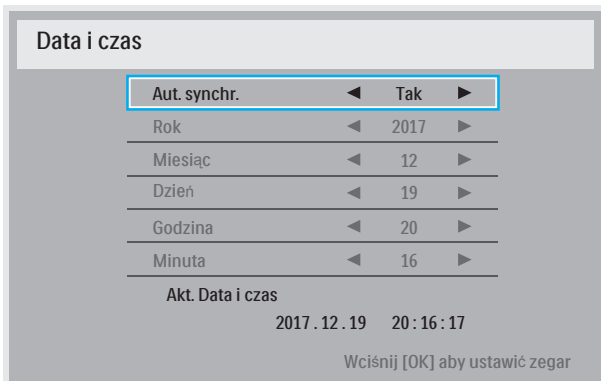 Data i czas
Aut. synchr. ◄ Tak ►
Rok ◄ 2017 ►
Miesiąc ◄ 12 ►
Dzień ◄ 19 ►
Godzina ◄ 20 ►
Minuta ◄ 16 ►
Akt. Data i czas
2017 . 12 . 19 20 : 16 : 17
Wciśnij [OK] aby ustawić zegar